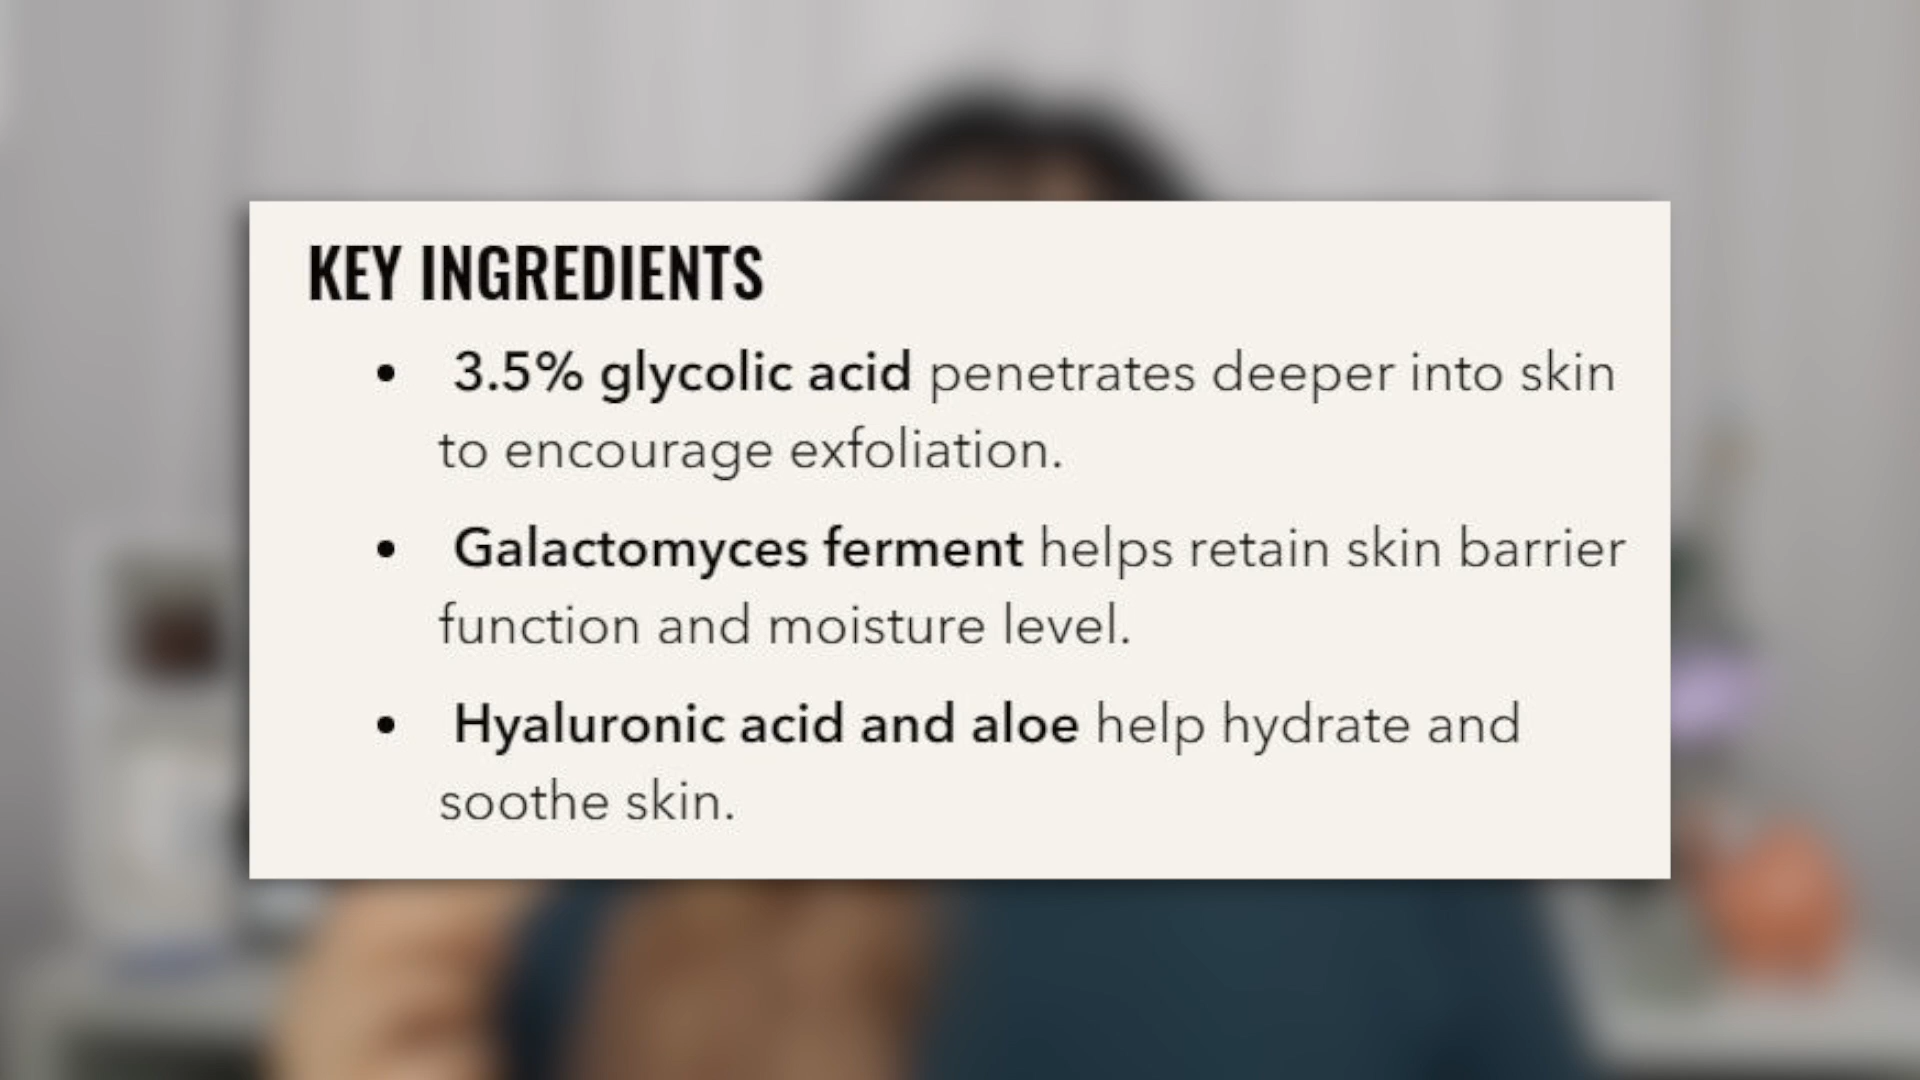 KEY INGREDIENTS
• 3.5% glycolic acid penetrates deeper into skin
to encourage exfoliation.
• Galactomyces ferment helps retain skin barrier
function and moisture level.
• Hyaluronic acid and aloe help hydrate and
soothe skin.